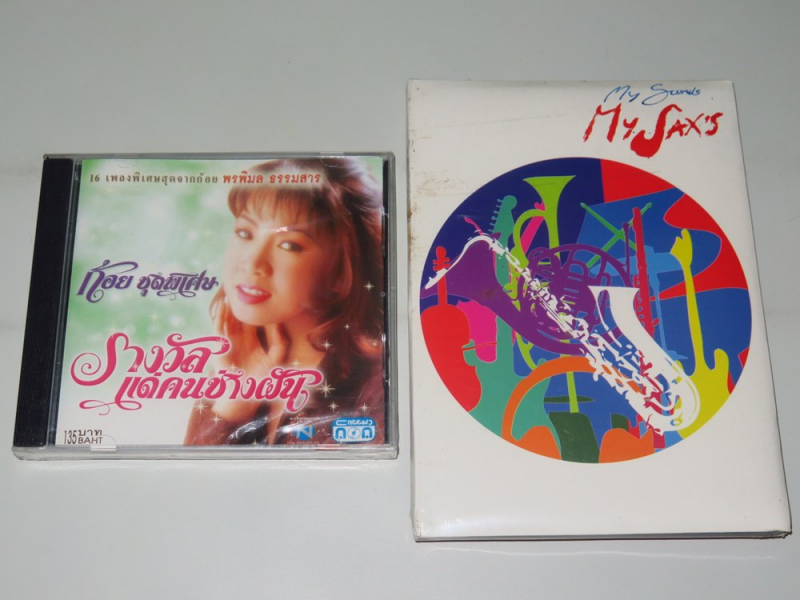 16 เพลงพิเศษสุดจากก้อย พรพิมล ธรรมสาร
ก้อย ชุดพิเศษ
รางวัล
แด่คนช่างฝัน
135 บาท
BAHT
My Sounds
MY SAX'S